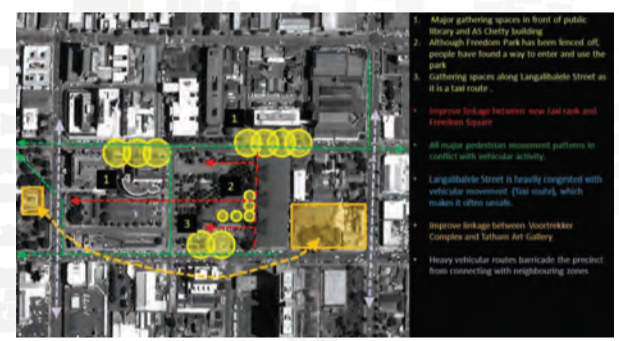 1. Major gathering spaces in front of public
library and AS Chetty building
2. Although Freedom Park has been fenced off,
people have found a way to enter and use the
park
3. Gathering spaces along Langalibalele Street as
it is a taxi route .
• Improve linkage between new taxi rank and
Freedom Square
• All major pedestrian movement patterns in
conflict with vehicular activity.
• Langalibalele Street is heavily congested with
vehicular movement (Taxi route), which
makes it often unsafe.
• Improve linkage between Voortrekker
Complex and Tatham Art Gallery
• Heavy vehicular routes barricade the precinct
from connecting with neighbouring zones
1
1
2
3